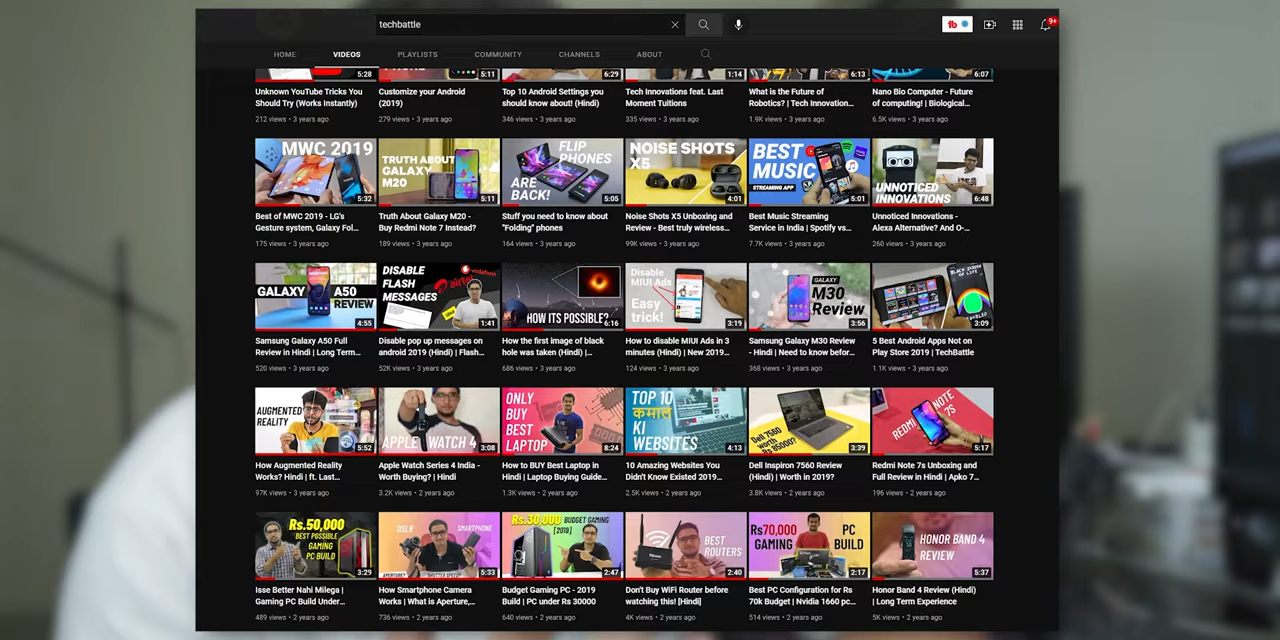 techbattle
fb
9+
HOME VIDEOS PLAYLISTS COMMUNITY CHANNELS ABOUT
5:28 5:11 6:29 1:14 6:13 6:07
Unknown YouTube Tricks You Should Try (Works Instantly)
212 views • 3 years ago
Customize your Android (2019)
279 views • 3 years ago
Top 10 Android Settings you should know about! (Hindi)
346 views • 3 years ago
Tech Innovations feat. Last Moment Tuitions
335 views • 3 years ago
What is the Future of Robotics? | Tech Innovation...
1.9K views • 3 years ago
Nano Bio Computer - Future of computing! | Biological...
6.5K views • 3 years ago
MWC 2019
5:32
Best of MWC 2019 - LG's Gesture system, Galaxy Fol...
175 views • 3 years ago
TRUTH ABOUT GALAXY M20
5:11
Truth About Galaxy M20 - Buy Redmi Note 7 Instead?
189 views • 3 years ago
FLIP PHONES ARE BACK!
5:05
Stuff you need to know about "Folding" phones
164 views • 3 years ago
NOISE SHOTS X5
4:01
Noise Shots X5 Unboxing and Review - Best truly wireless...
99K views • 3 years ago
BEST MUSIC STREAMING APP
5:01
Best Music Streaming Service in India | Spotify vs...
7.7K views • 3 years ago
UNNOTICED INNOVATIONS
6:48
Unnoticed Innovations - Alexa Alternative? And O-...
260 views • 3 years ago
GALAXY A50 REVIEW
4:55
Samsung Galaxy A50 Full Review in Hindi | Long Term...
520 views • 3 years ago
DISABLE FLASH MESSAGES
vodafone
airtel
1:41
Disable pop up messages on android 2019 (Hindi) | Flash...
52K views • 3 years ago
HOW ITS POSSIBLE?
6:16
How the first image of black hole was taken (Hindi) |...
686 views • 3 years ago
Disable MIUI Ads Easy trick!
3:19
How to disable MIUI Ads in 3 minutes (Hindi) | New 2019...
124 views • 3 years ago
GALAXY M30 Review
3:56
Samsung Galaxy M30 Review - Hindi | Need to know befor...
368 views • 3 years ago
3:09
5 Best Android Apps Not on Play Store 2019 | TechBattle
1.1K views • 3 years ago
AUGMENTED REALITY
5:52
How Augmented Reality Works? Hindi | ft. Last...
97K views • 3 years ago
APPLE WATCH 4
3:08
Apple Watch Series 4 India - Worth Buying? | Hindi
3.2K views • 2 years ago
ONLY BUY BEST LAPTOP
8:24
How to BUY Best Laptop in Hindi | Laptop Buying Guide...
1.3K views • 2 years ago
TOP 10 कमाल KI WEBSITES
4:13
10 Amazing Websites You Didn't Know Existed 2019...
2.5K views • 2 years ago
Dell 7560 worth Rs 85000?
3:39
Dell Inspiron 7560 Review (Hindi) | Worth in 2019?
3.8K views • 2 years ago
REDMI NOTE 7S
5:17
Redmi Note 7s Unboxing and Full Review in Hindi | Apko 7...
196 views • 2 years ago
Rs.50,000 BEST POSSIBLE GAMING PC BUILD
3:29
Isse Better Nahi Milega | Gaming PC Build Under...
489 views • 2 years ago
DSLR SMARTPHONE APERTURE? SHUTTER SPEED?
5:33
How Smartphone Camera Works | What is Aperture,...
736 views • 2 years ago
Rs.30,000 BUDGET GAMING [2019]
2:47
Budget Gaming PC - 2019 Build | PC under Rs 30000
640 views • 2 years ago
BEST ROUTERS
2:40
Don't Buy WiFi Router before watching this! [Hindi]
4K views • 2 years ago
Rs70,000 GAMING PC BUILD
2:17
Best PC Configuration for Rs 70k Budget | Nvidia 1660 pc...
514 views • 2 years ago
HONOR BAND 4 REVIEW
5:37
Honor Band 4 Review (Hindi) | Long Term Experience
5K views • 2 years ago